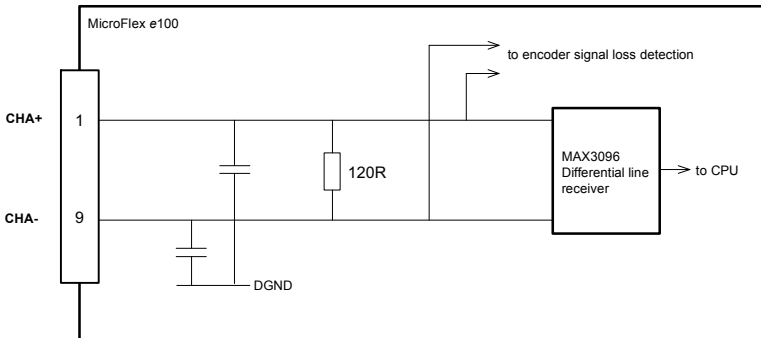 MicroFlex e100
to encoder signal loss detection
CHA+
1
120R
MAX3096
Differential line
receiver
to CPU
CHA-
9
DGND